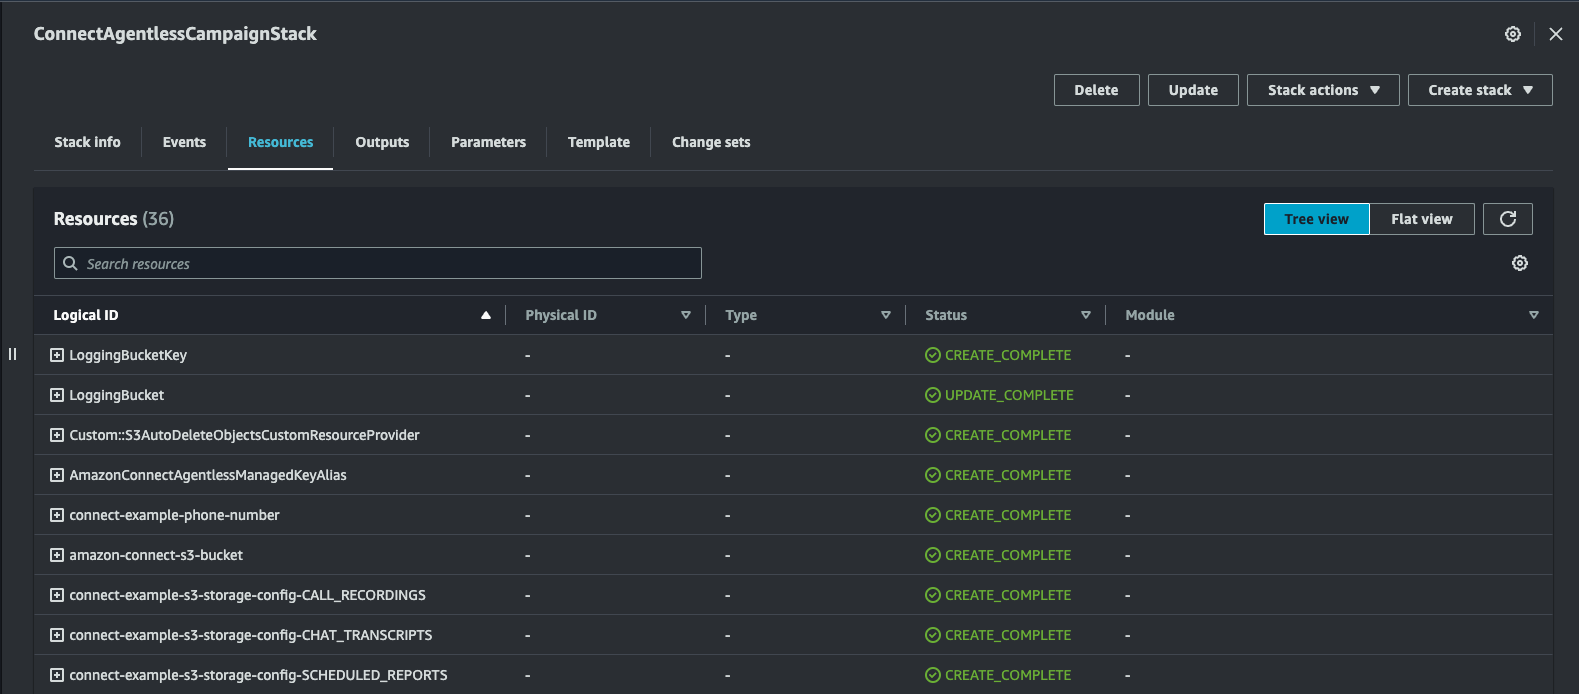 ConnectAgentlessCampaignStack
Delete Update Stack actions Create stack
Stack info Events Resources Outputs Parameters Template Change sets
Resources (36) Tree view Flat view
Search resources
Logical ID Physical ID Type Status Module
LoggingBucketKey - - CREATE_COMPLETE -
LoggingBucket - - UPDATE_COMPLETE -
Custom::S3AutoDeleteObjectsCustomResourceProvider - - CREATE_COMPLETE -
AmazonConnectAgentlessManagedKeyAlias - - CREATE_COMPLETE -
connect-example-phone-number - - CREATE_COMPLETE -
amazon-connect-s3-bucket - - CREATE_COMPLETE -
connect-example-s3-storage-config-CALL_RECORDINGS - - CREATE_COMPLETE -
connect-example-s3-storage-config-CHAT_TRANSCRIPTS - - CREATE_COMPLETE -
connect-example-s3-storage-config-SCHEDULED_REPORTS - - CREATE_COMPLETE -